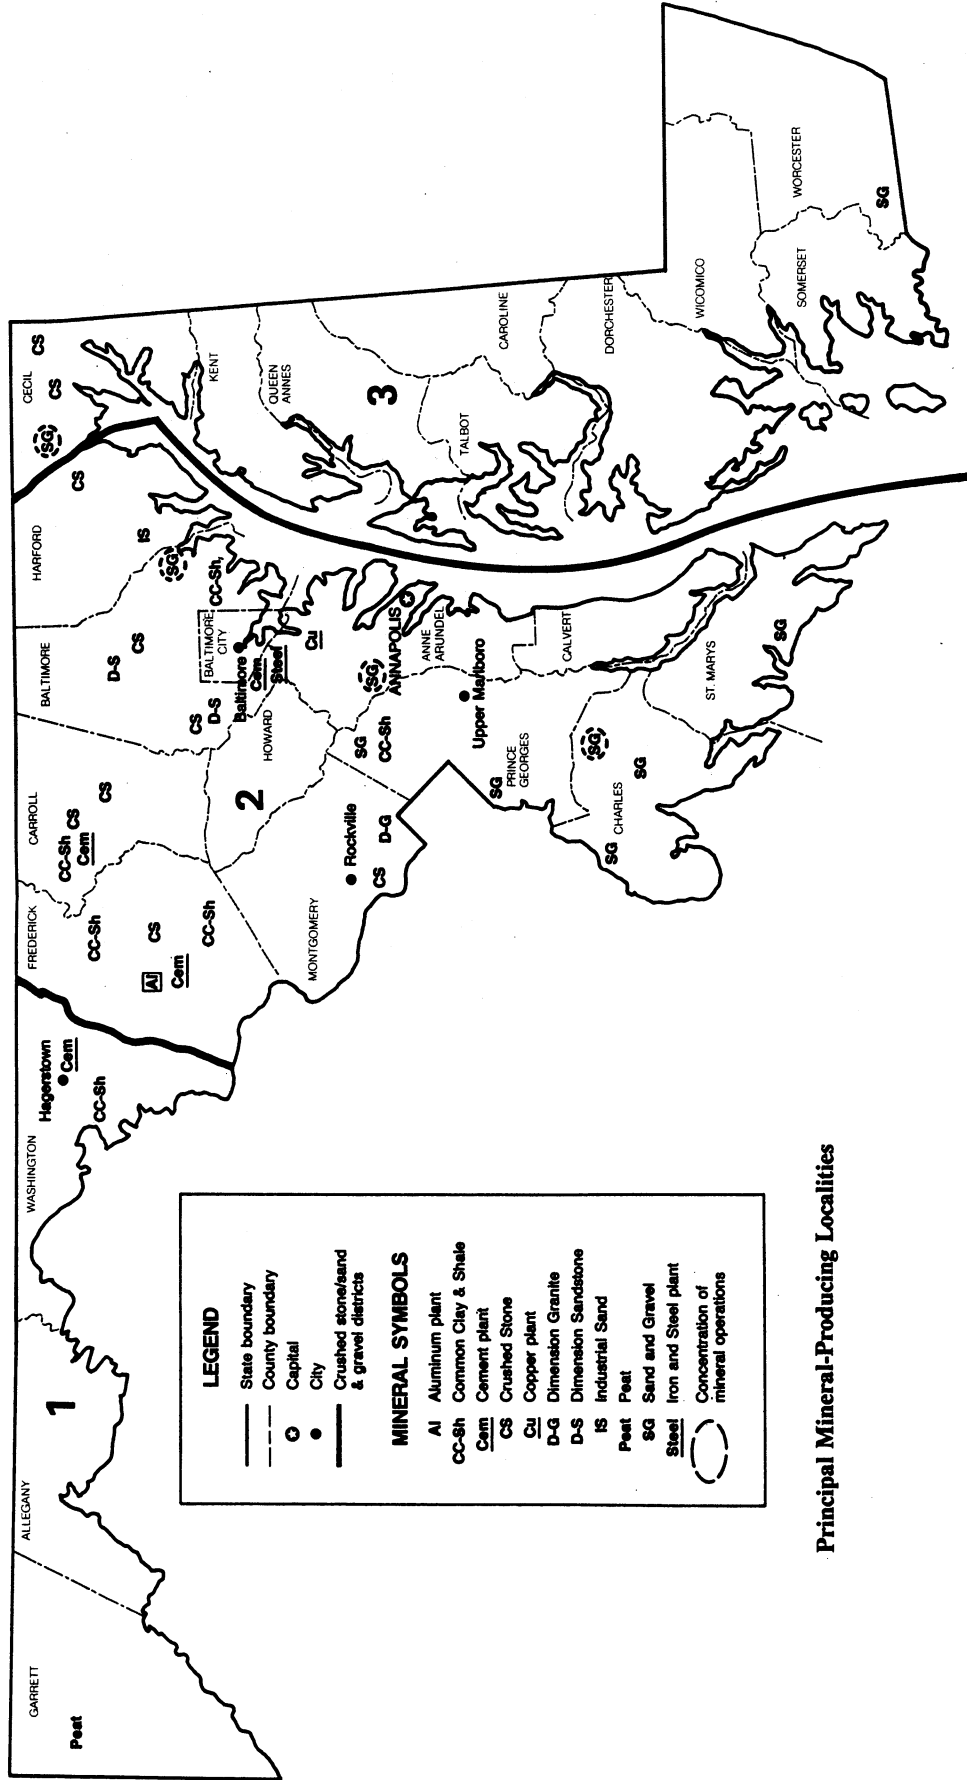 GARRETT
Peat
ALLEGANY
1
WASHINGTON
Hagerstown
Cem
CC-Sh
FREDERICK
CC-Sh
Al
CS
Cem
CC-Sh
CARROLL
CC-Sh
CS
Cem
CS
BALTIMORE
D-S
CS
CS
D-S
HARFORD
CS
IS
SG
CC-Sh,
CECIL
CS
CS
SG
BALTIMORE
CITY
Baltimore
Cem
Steel
Cu
HOWARD
2
MONTGOMERY
Rockville
CS
D-G
SG
CC-Sh
SG
ANNAPOLIS
ANNE
ARUNDEL
Upper Marlboro
SG
PRINCE
GEORGES
CALVERT
SG
CHARLES
SG
SG
ST. MARYS
SG
KENT
QUEEN
ANNES
3
TALBOT
CAROLINE
DORCHESTER
WICOMICO
SOMERSET
WORCESTER
SG
LEGEND
State boundary
County boundary
Capital
City
Crushed stone/sand
& gravel districts
MINERAL SYMBOLS
Al Aluminum plant
CC-Sh Common Clay & Shale
Cem Cement plant
CS Crushed Stone
Cu Copper plant
D-G Dimension Granite
D-S Dimension Sandstone
IS Industrial Sand
Peat Peat
SG Sand and Gravel
Steel Iron and Steel plant
Concentration of
mineral operations
Principal Mineral-Producing Localities